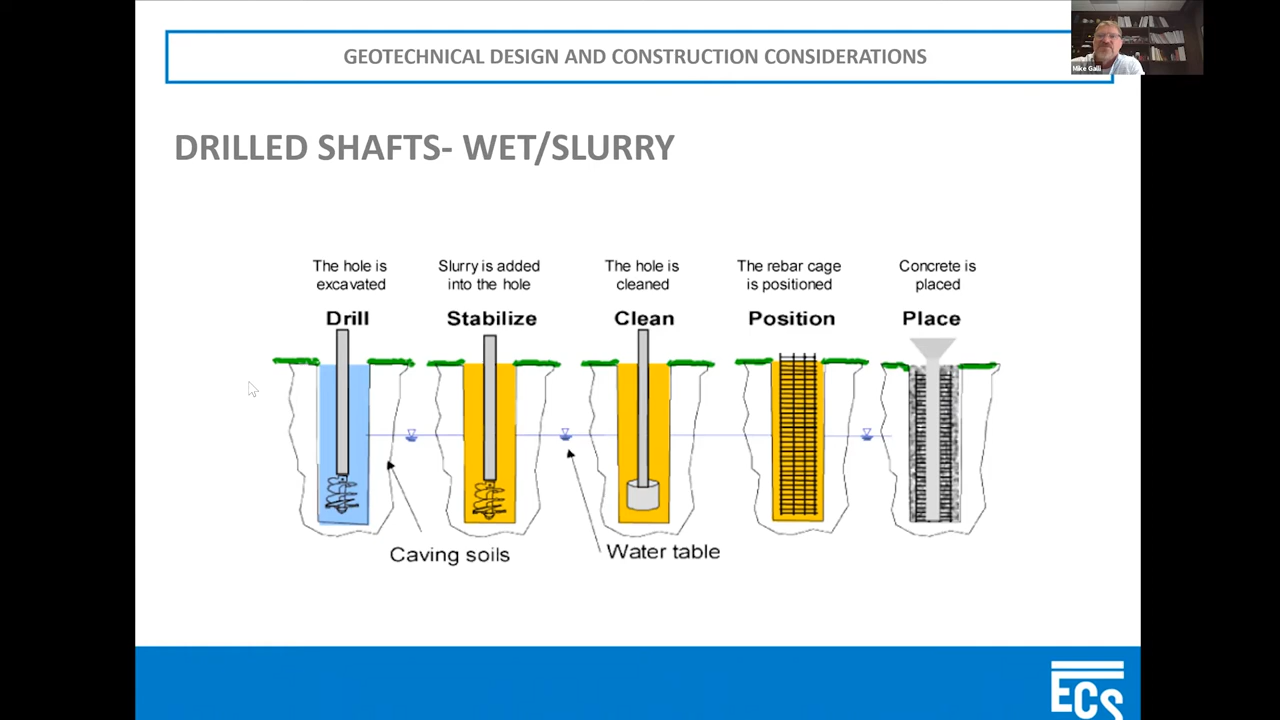 GEOTECHNICAL DESIGN AND CONSTRUCTION CONSIDERATIONS
Mike Galli
DRILLED SHAFTS- WET/SLURRY
The hole is
excavated
Drill
Slurry is added
into the hole
Stabilize
The hole is
cleaned
Clean
The rebar cage
is positioned
Position
Concrete is
placed
Place
Caving soils
Water table
ECS